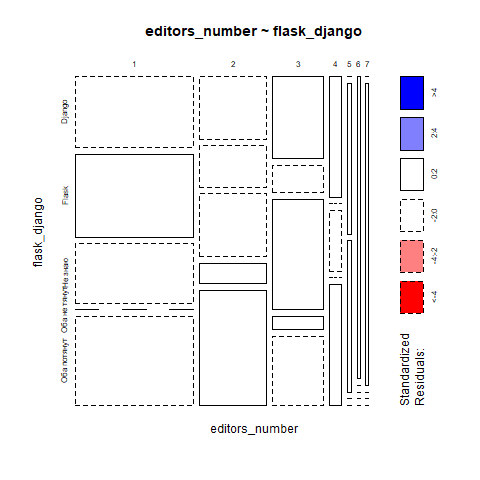 editors_number ~ flask_django
1 2 3 4 5 6 7
Django
Flask
Не знаю
Оба не тянут
Оба потянут
flask_django
editors_number
>4
2:4
0:2
-2:0
-4:-2
<-4
Standardized
Residuals: